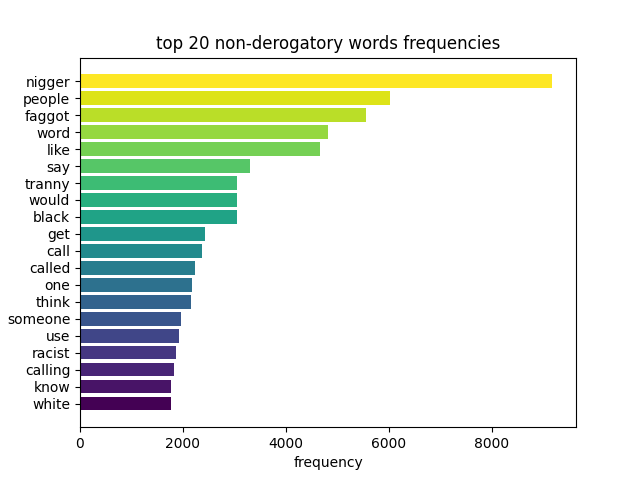 top 20 non-derogatory words frequencies
nigger
people
faggot
word
like
say
tranny
would
black
get
call
called
one
think
someone
use
racist
calling
know
white
0 2000 4000 6000 8000
frequency